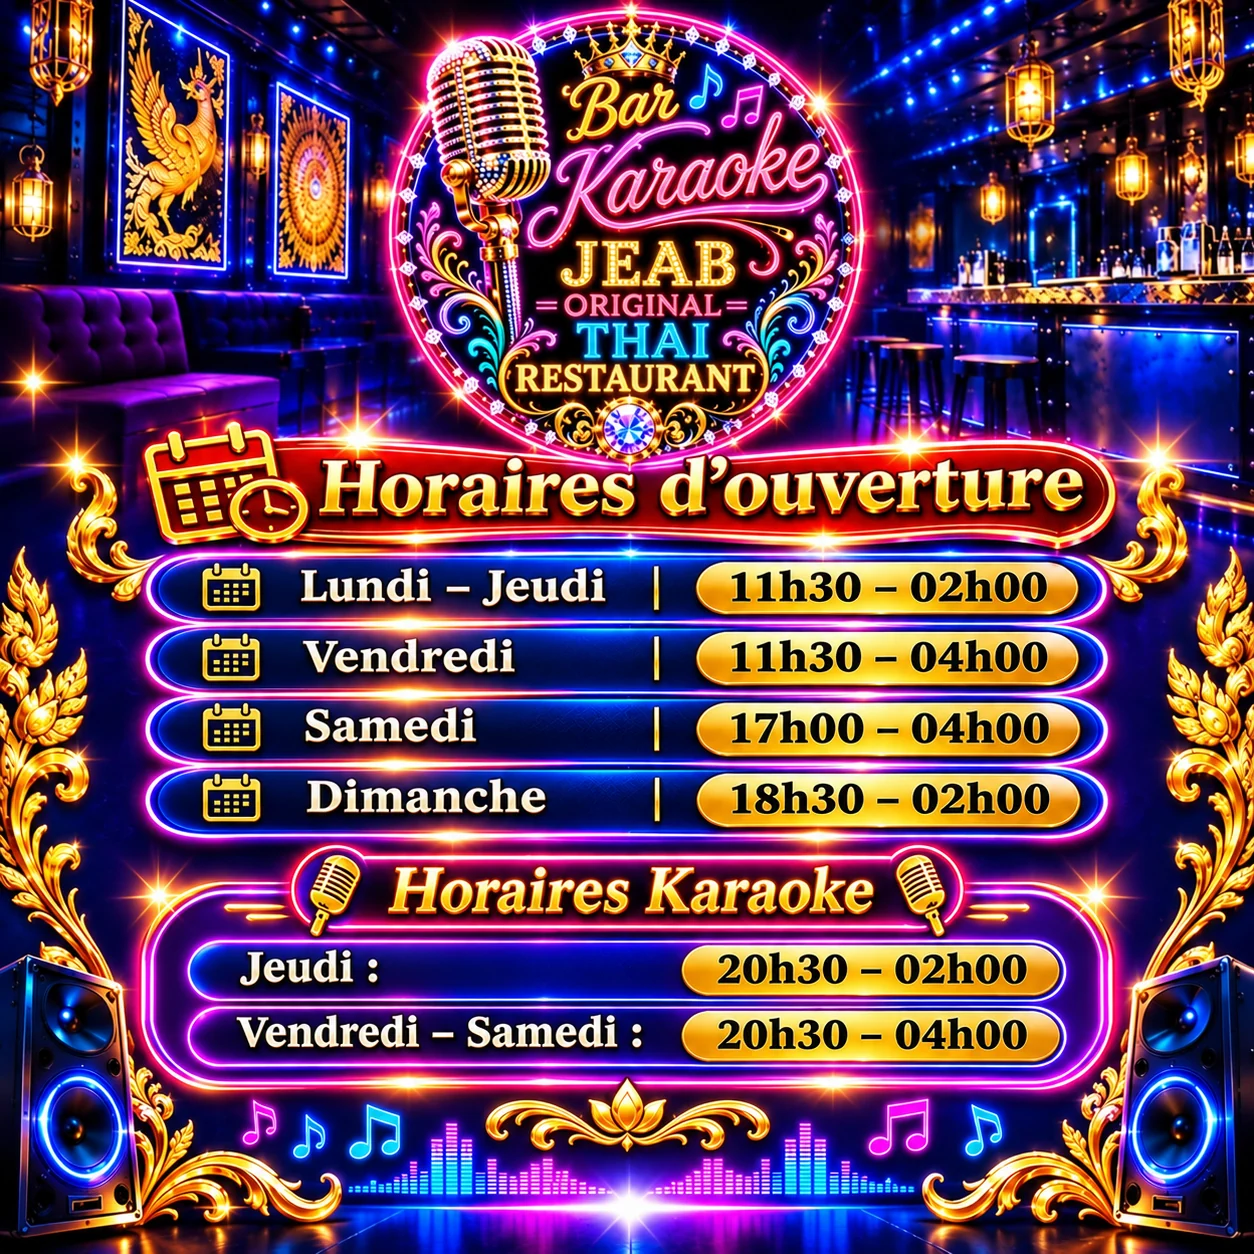 Bar
Karaoke
JEAB
ORIGINAL
THAI
RESTAURANT
Horaires d'ouverture
Lundi – Jeudi | 11h30 – 02h00
Vendredi | 11h30 – 04h00
Samedi | 17h00 – 04h00
Dimanche | 18h30 – 02h00
Horaires Karaoke
Jeudi : 20h30 – 02h00
Vendredi – Samedi : 20h30 – 04h00